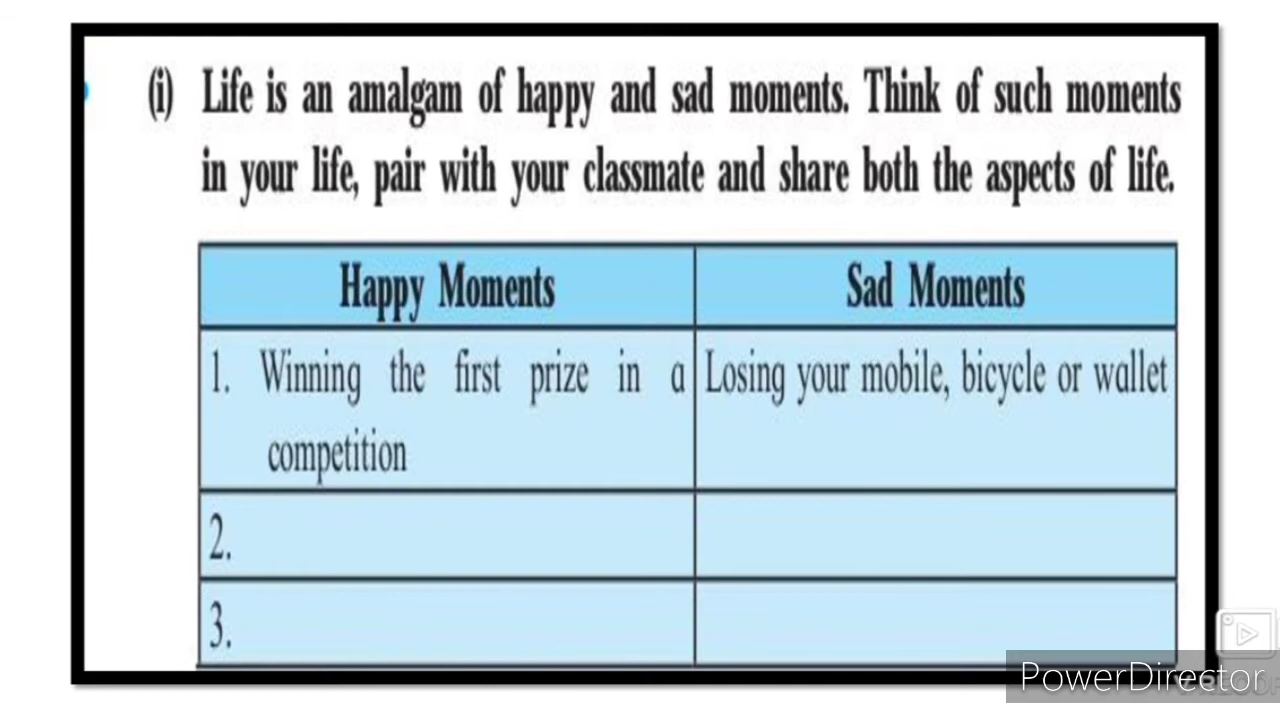 (i) Life is an amalgam of happy and sad moments. Think of such moments
in your life, pair with your classmate and share both the aspects of life.
Happy Moments Sad Moments
1. Winning the first prize in a Losing your mobile, bicycle or wallet
competition
2.
3.
PowerDirector